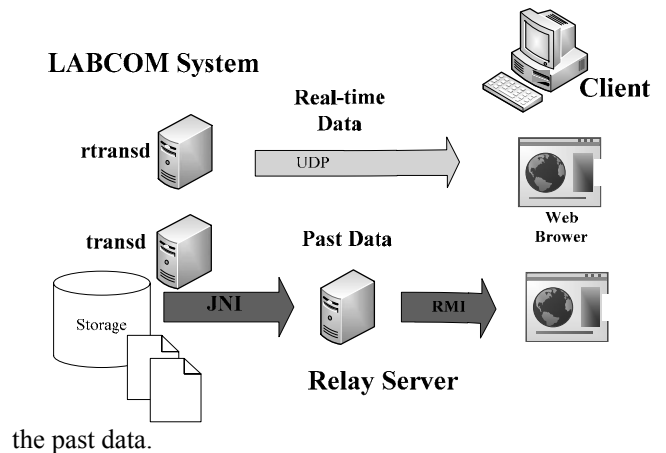 LABCOM System
Client
Real-time
Data
rtransd
UDP
Web
Brower
transd
Past Data
Storage
JNI
RMI
Relay Server
the past data.